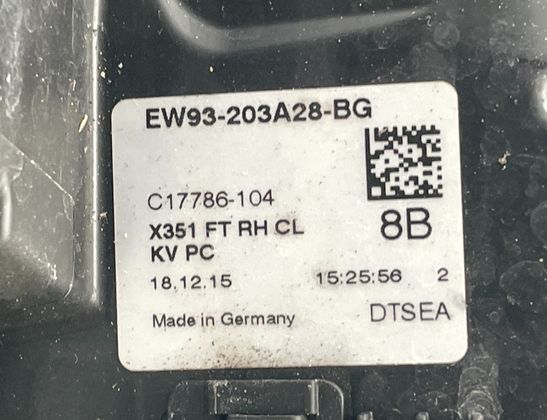 EW93-203A28-BG
C17786-104
8B
X351 FT RH CL
KV PC
18.12.15 15:25:56 2
Made in Germany DTSEA